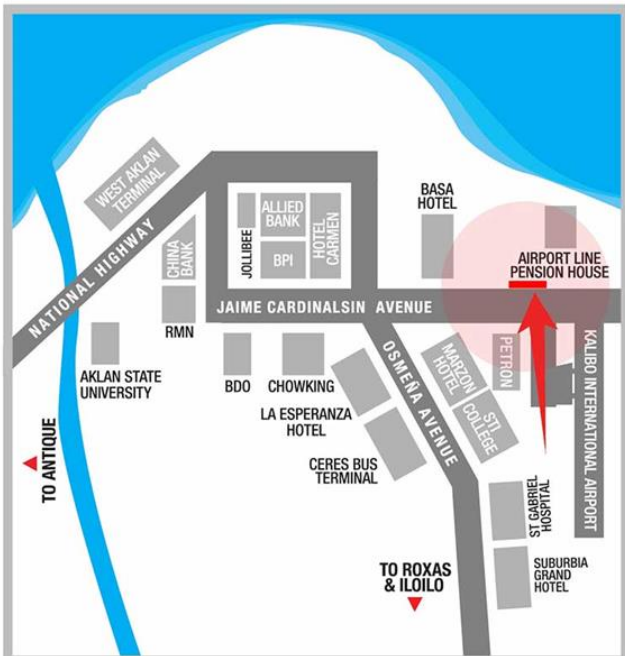 WEST AKLAN
TERMINAL
NATIONAL HIGHWAY
CHINA
BANK
JOLLIBEE
ALLIED
BANK
BPI
HOTEL
CARMEN
BASA
HOTEL
AIRPORT LINE
PENSION HOUSE
JAIME CARDINALSIN AVENUE
RMN
AKLAN STATE
UNIVERSITY
BDO
CHOWKING
LA ESPERANZA
HOTEL
CERES BUS
TERMINAL
OSMEÑA AVENUE
MARZON
HOTEL
STI
COLLEGE
PETRON
KALIBO INTERNATIONAL AIRPORT
TO ANTIQUE
ST GABRIEL
HOSPITAL
SUBURBIA
GRAND
HOTEL
TO ROXAS
& ILOILO